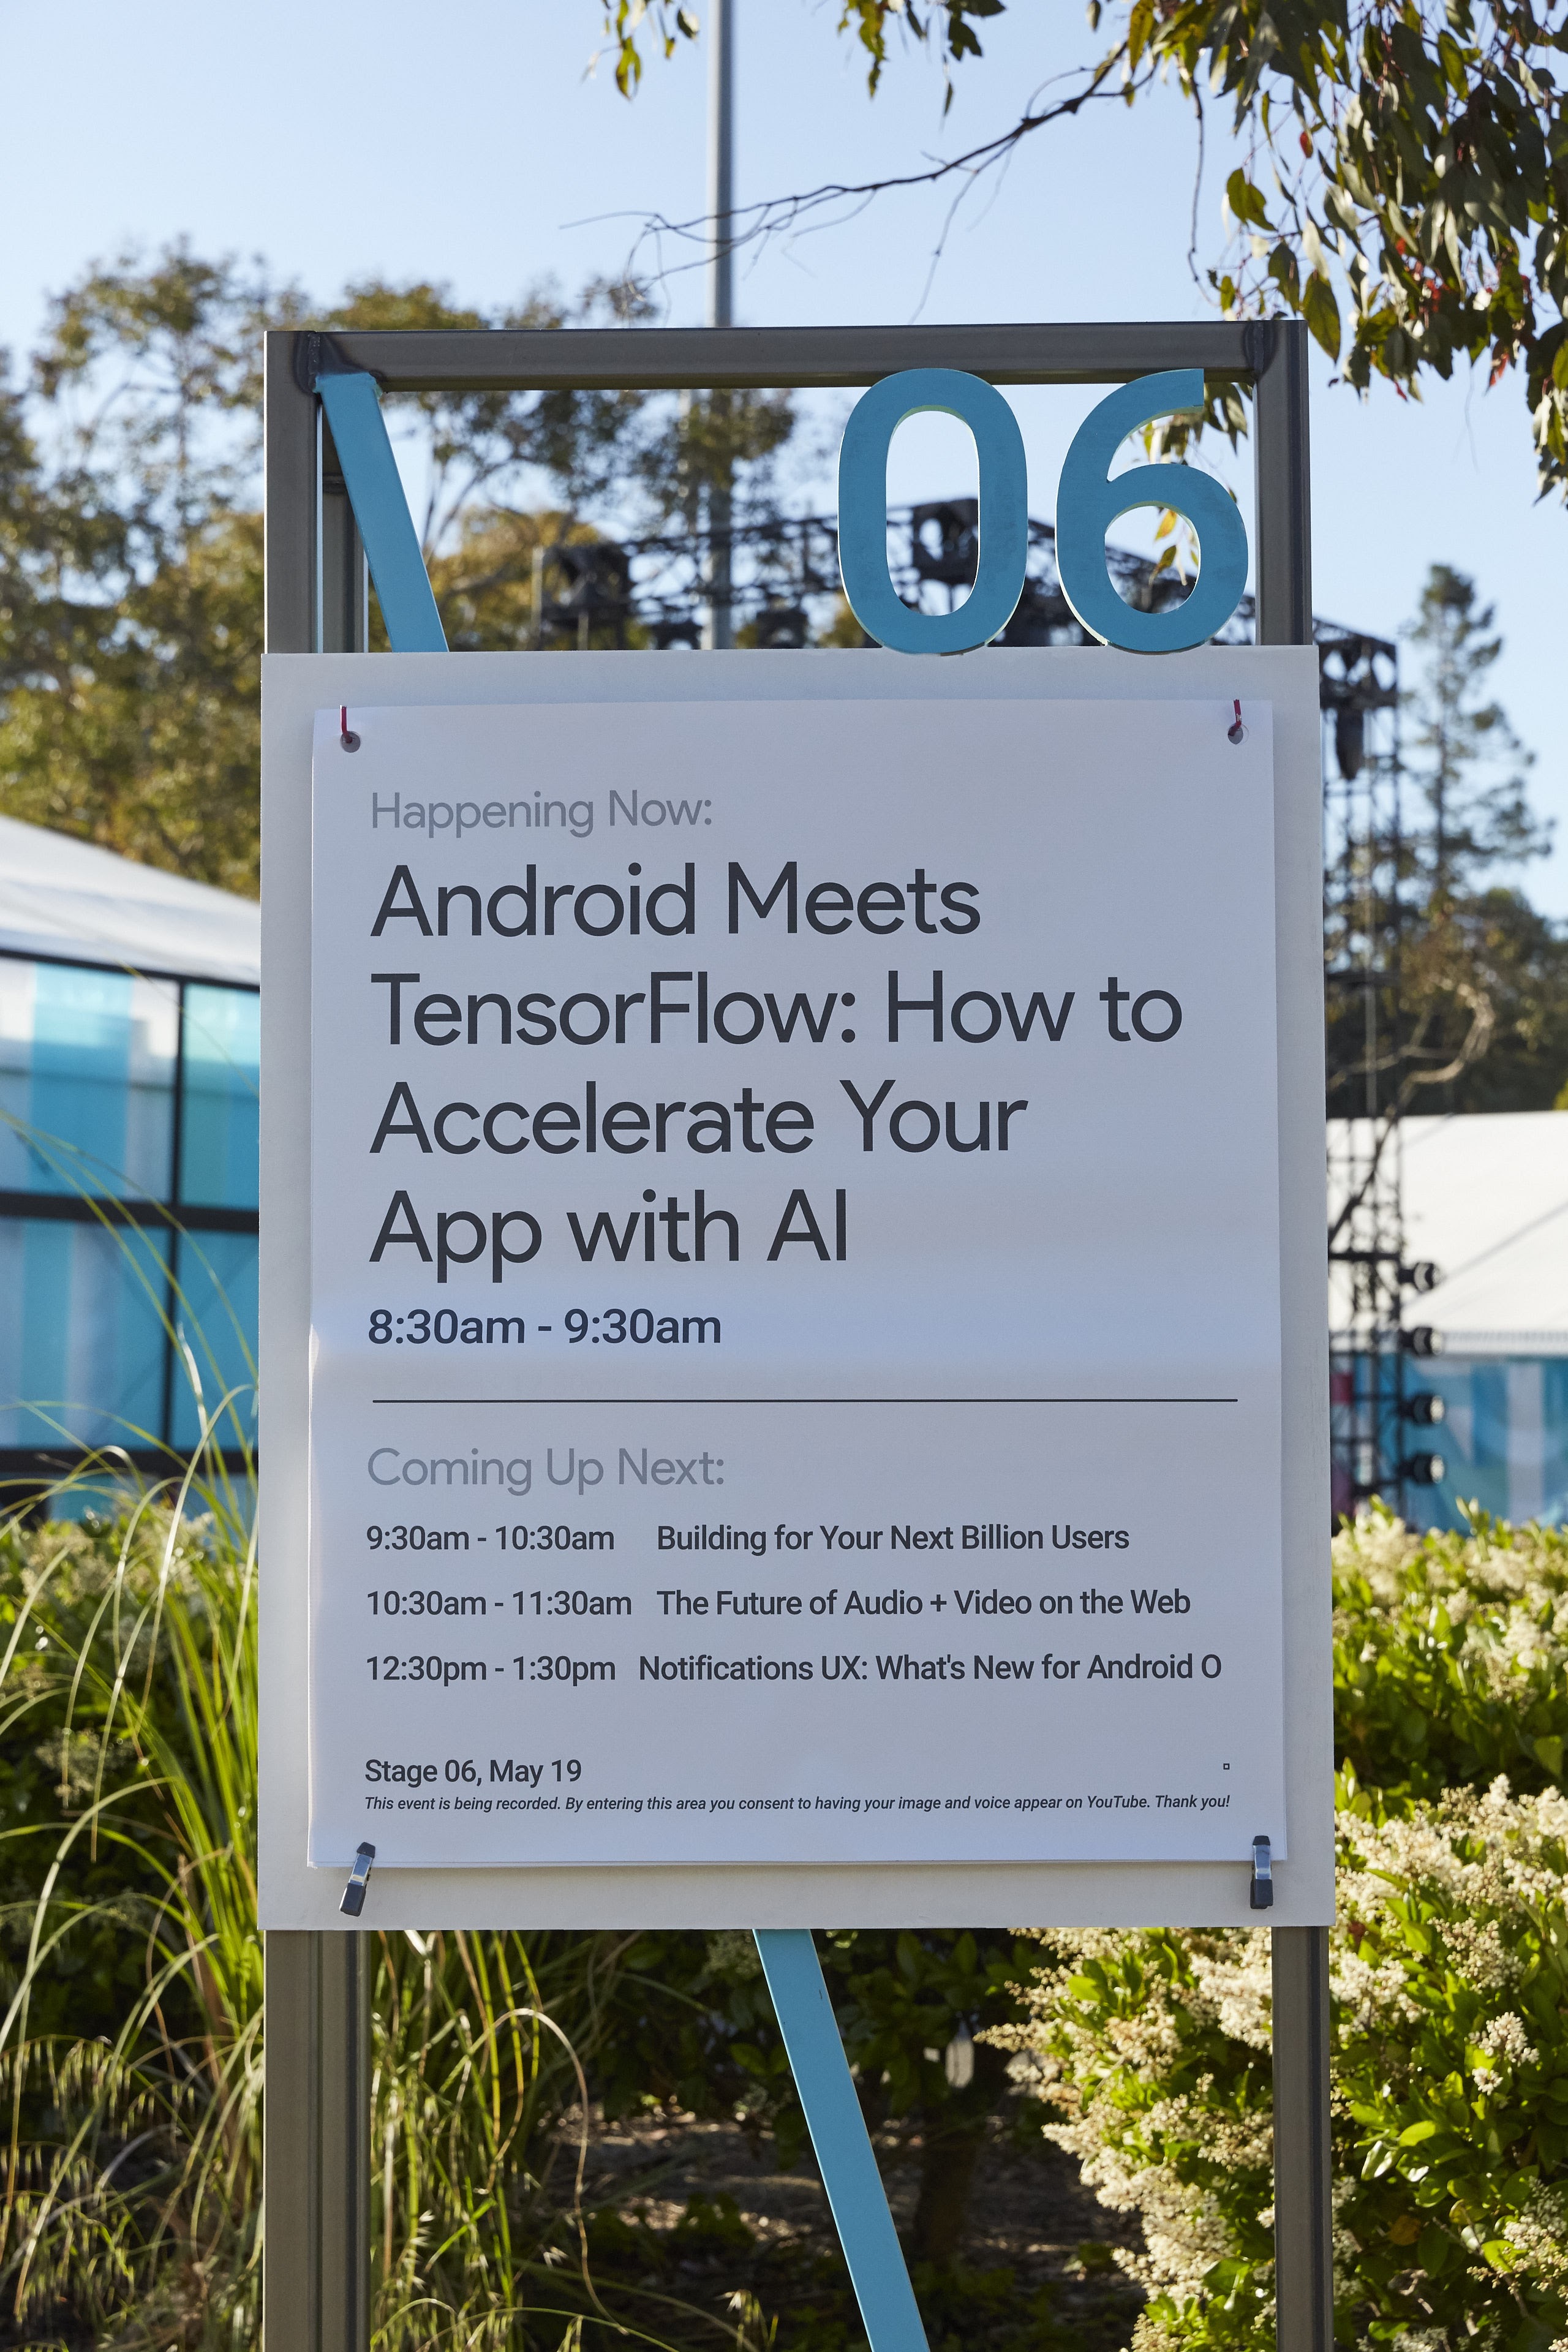 06
Happening Now:
Android Meets
TensorFlow: How to
Accelerate Your
App with AI
8:30am - 9:30am
Coming Up Next:
9:30am - 10:30am Building for Your Next Billion Users
10:30am - 11:30am The Future of Audio + Video on the Web
12:30pm - 1:30pm Notifications UX: What's New for Android O
Stage 06, May 19
This event is being recorded. By entering this area you consent to having your image and voice appear on YouTube. Thank you!